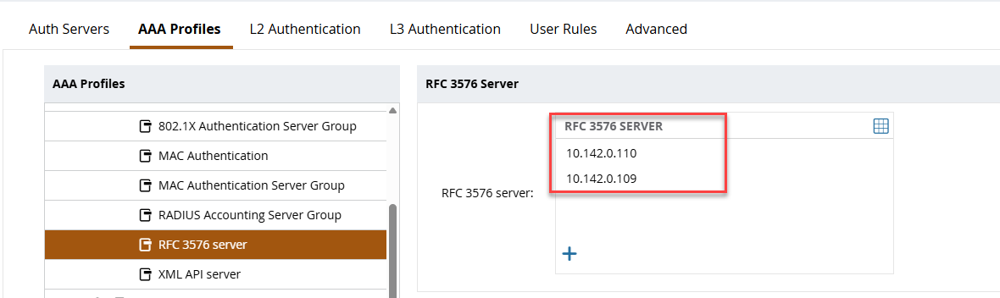 Auth Servers AAA Profiles L2 Authentication L3 Authentication User Rules Advanced
AAA Profiles
802.1X Authentication Server Group
MAC Authentication
MAC Authentication Server Group
RADIUS Accounting Server Group
RFC 3576 server
XML API server
RFC 3576 Server
RFC 3576 server:
RFC 3576 SERVER
10.142.0.110
10.142.0.109
+